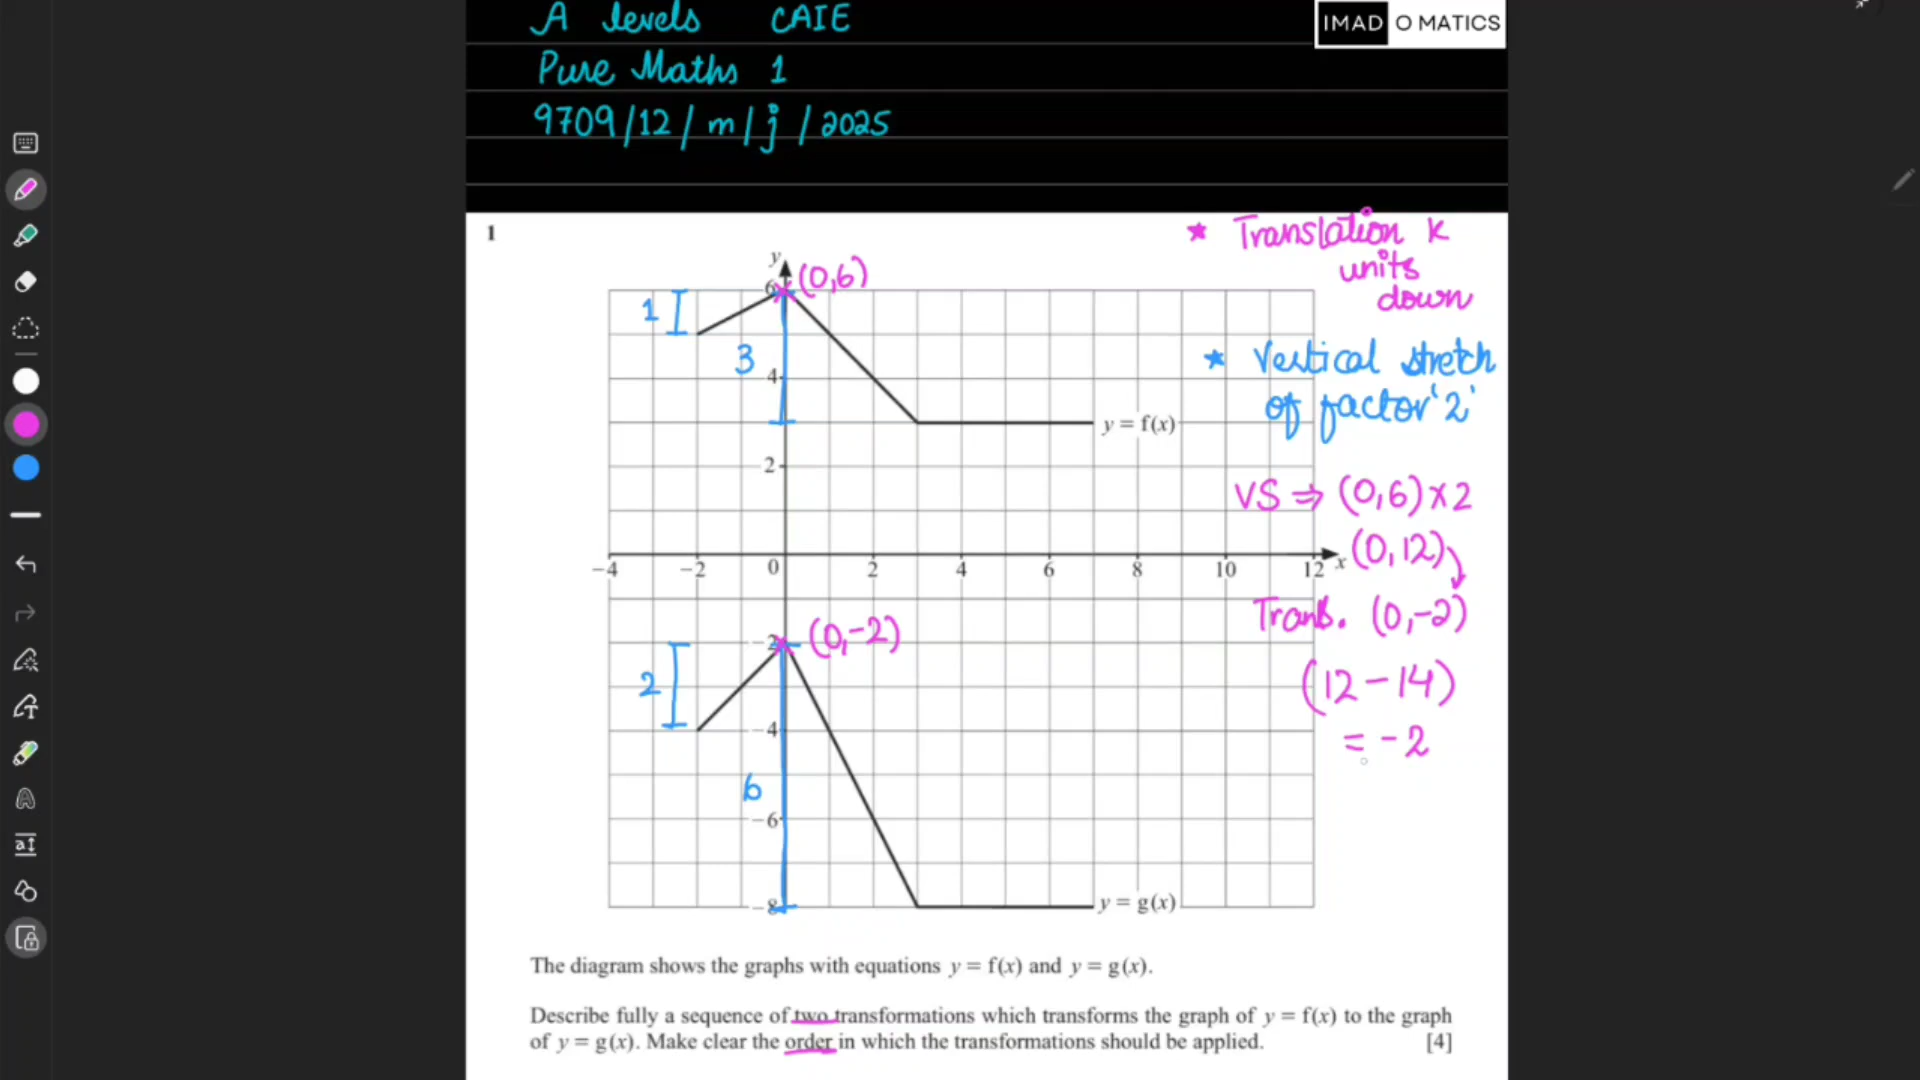 A levels CAIE
IMAD O MATICS
Pure Maths 1
9709/12/m/j/2025
1
★ Translation k
units
down
y
6
(0,6)
1
3
4
★ Vertical stretch
of factor '2'
y = f(x)
2
VS ⇒ (0,6)×2
(0,12)
−4 −2 0 2 4 6 8 10 12 x
Trans. (0,-2)
−2
(0,-2)
2
(12-14)
−4
= -2
6
−6
−8
y = g(x)
The diagram shows the graphs with equations y = f(x) and y = g(x).
Describe fully a sequence of two transformations which transforms the graph of y = f(x) to the graph
of y = g(x). Make clear the order in which the transformations should be applied. [4]